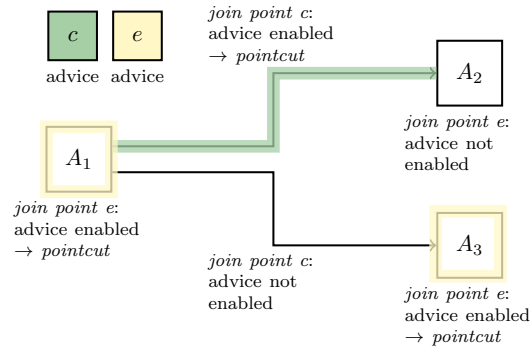 c
e
advice
advice
join point c:
advice enabled
→ pointcut
A₂
join point e:
advice not
enabled
A₁
join point e:
advice enabled
→ pointcut
join point c:
advice not
enabled
A₃
join point e:
advice enabled
→ pointcut